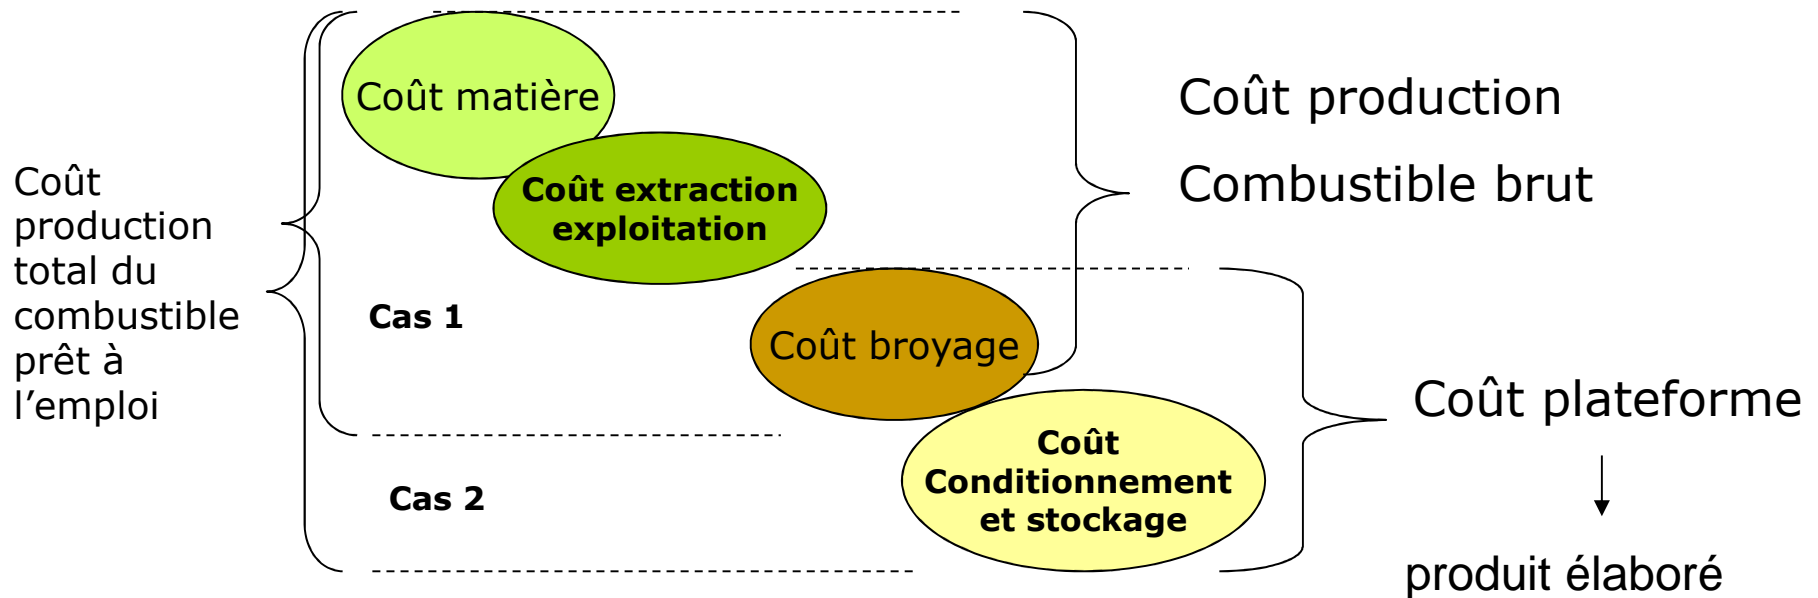 Coût
production
total du
combustible
prêt à
l’emploi
Coût matière
Coût extraction
exploitation
Cas 1
Coût broyage
Cas 2
Coût
Conditionnement
et stockage
Coût production
Combustible brut
Coût plateforme
produit élaboré